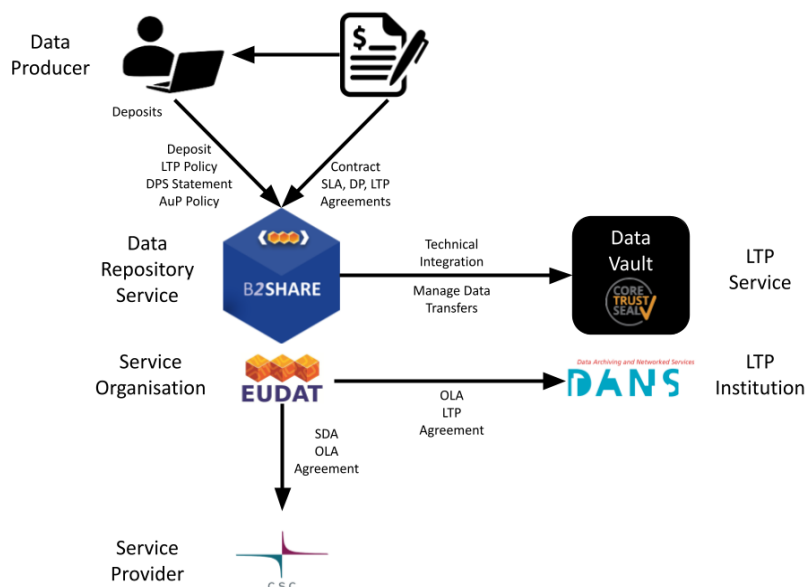 Data
Producer
$
Deposits
Deposit
LTP Policy
DPS Statement
AuP Policy
Contract
SLA, DP, LTP
Agreements
Data
Repository
Service
B2SHARE
Technical
Integration
Manage Data
Transfers
Data
Vault
CORE
TRUST
SEAL
LTP
Service
Service
Organisation
EUDAT
OLA
LTP
Agreement
Data Archiving and Networked Services
DANS
LTP
Institution
SDA
OLA
Agreement
Service
Provider
CSC